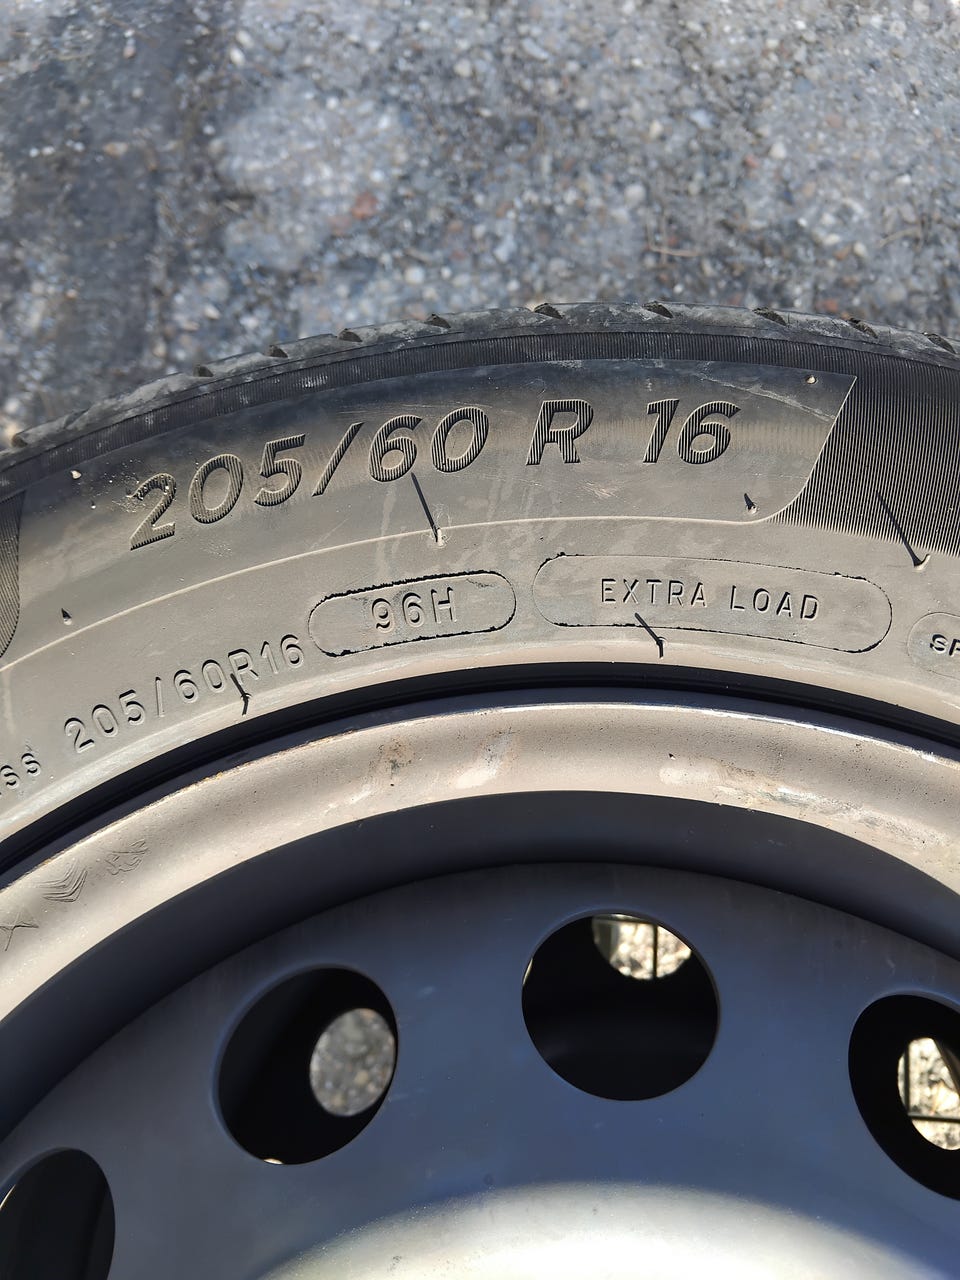 205/60 R 16
96H
EXTRA LOAD
205/60R16